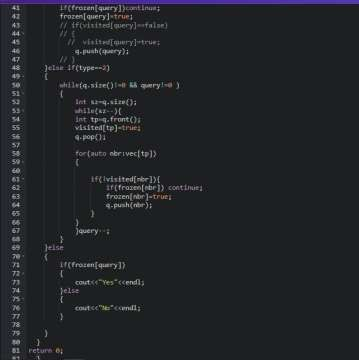 41 if(frozen[query])continue;
42 frozen[query]=true;
43 // if(visited[query]==false)
44 // {
45 // visited[query]=true;
46 q.push(query);
47 // }
48 }else if(type==2)
49 {
50 while(q.size()!=0 && query!=0 )
51 {
52 int sz=q.size();
53 while(sz--){
54 int tp=q.front();
55 visited[tp]=true;
56 q.pop();
57
58 for(auto nbr:vec[tp])
59 {
60
61 if(!visited[nbr]){
62 if(frozen[nbr]) continue;
63 frozen[nbr]=true;
64 q.push(nbr);
65 }
66 }
67 }query--;
68 }
69 }else
70 {
71 if(frozen[query])
72 {
73 cout<<"Yes"<<endl;
74 }else
75 {
76 cout<<"No"<<endl;
77 }
78
79 }
80 }
81 return 0;
82 }